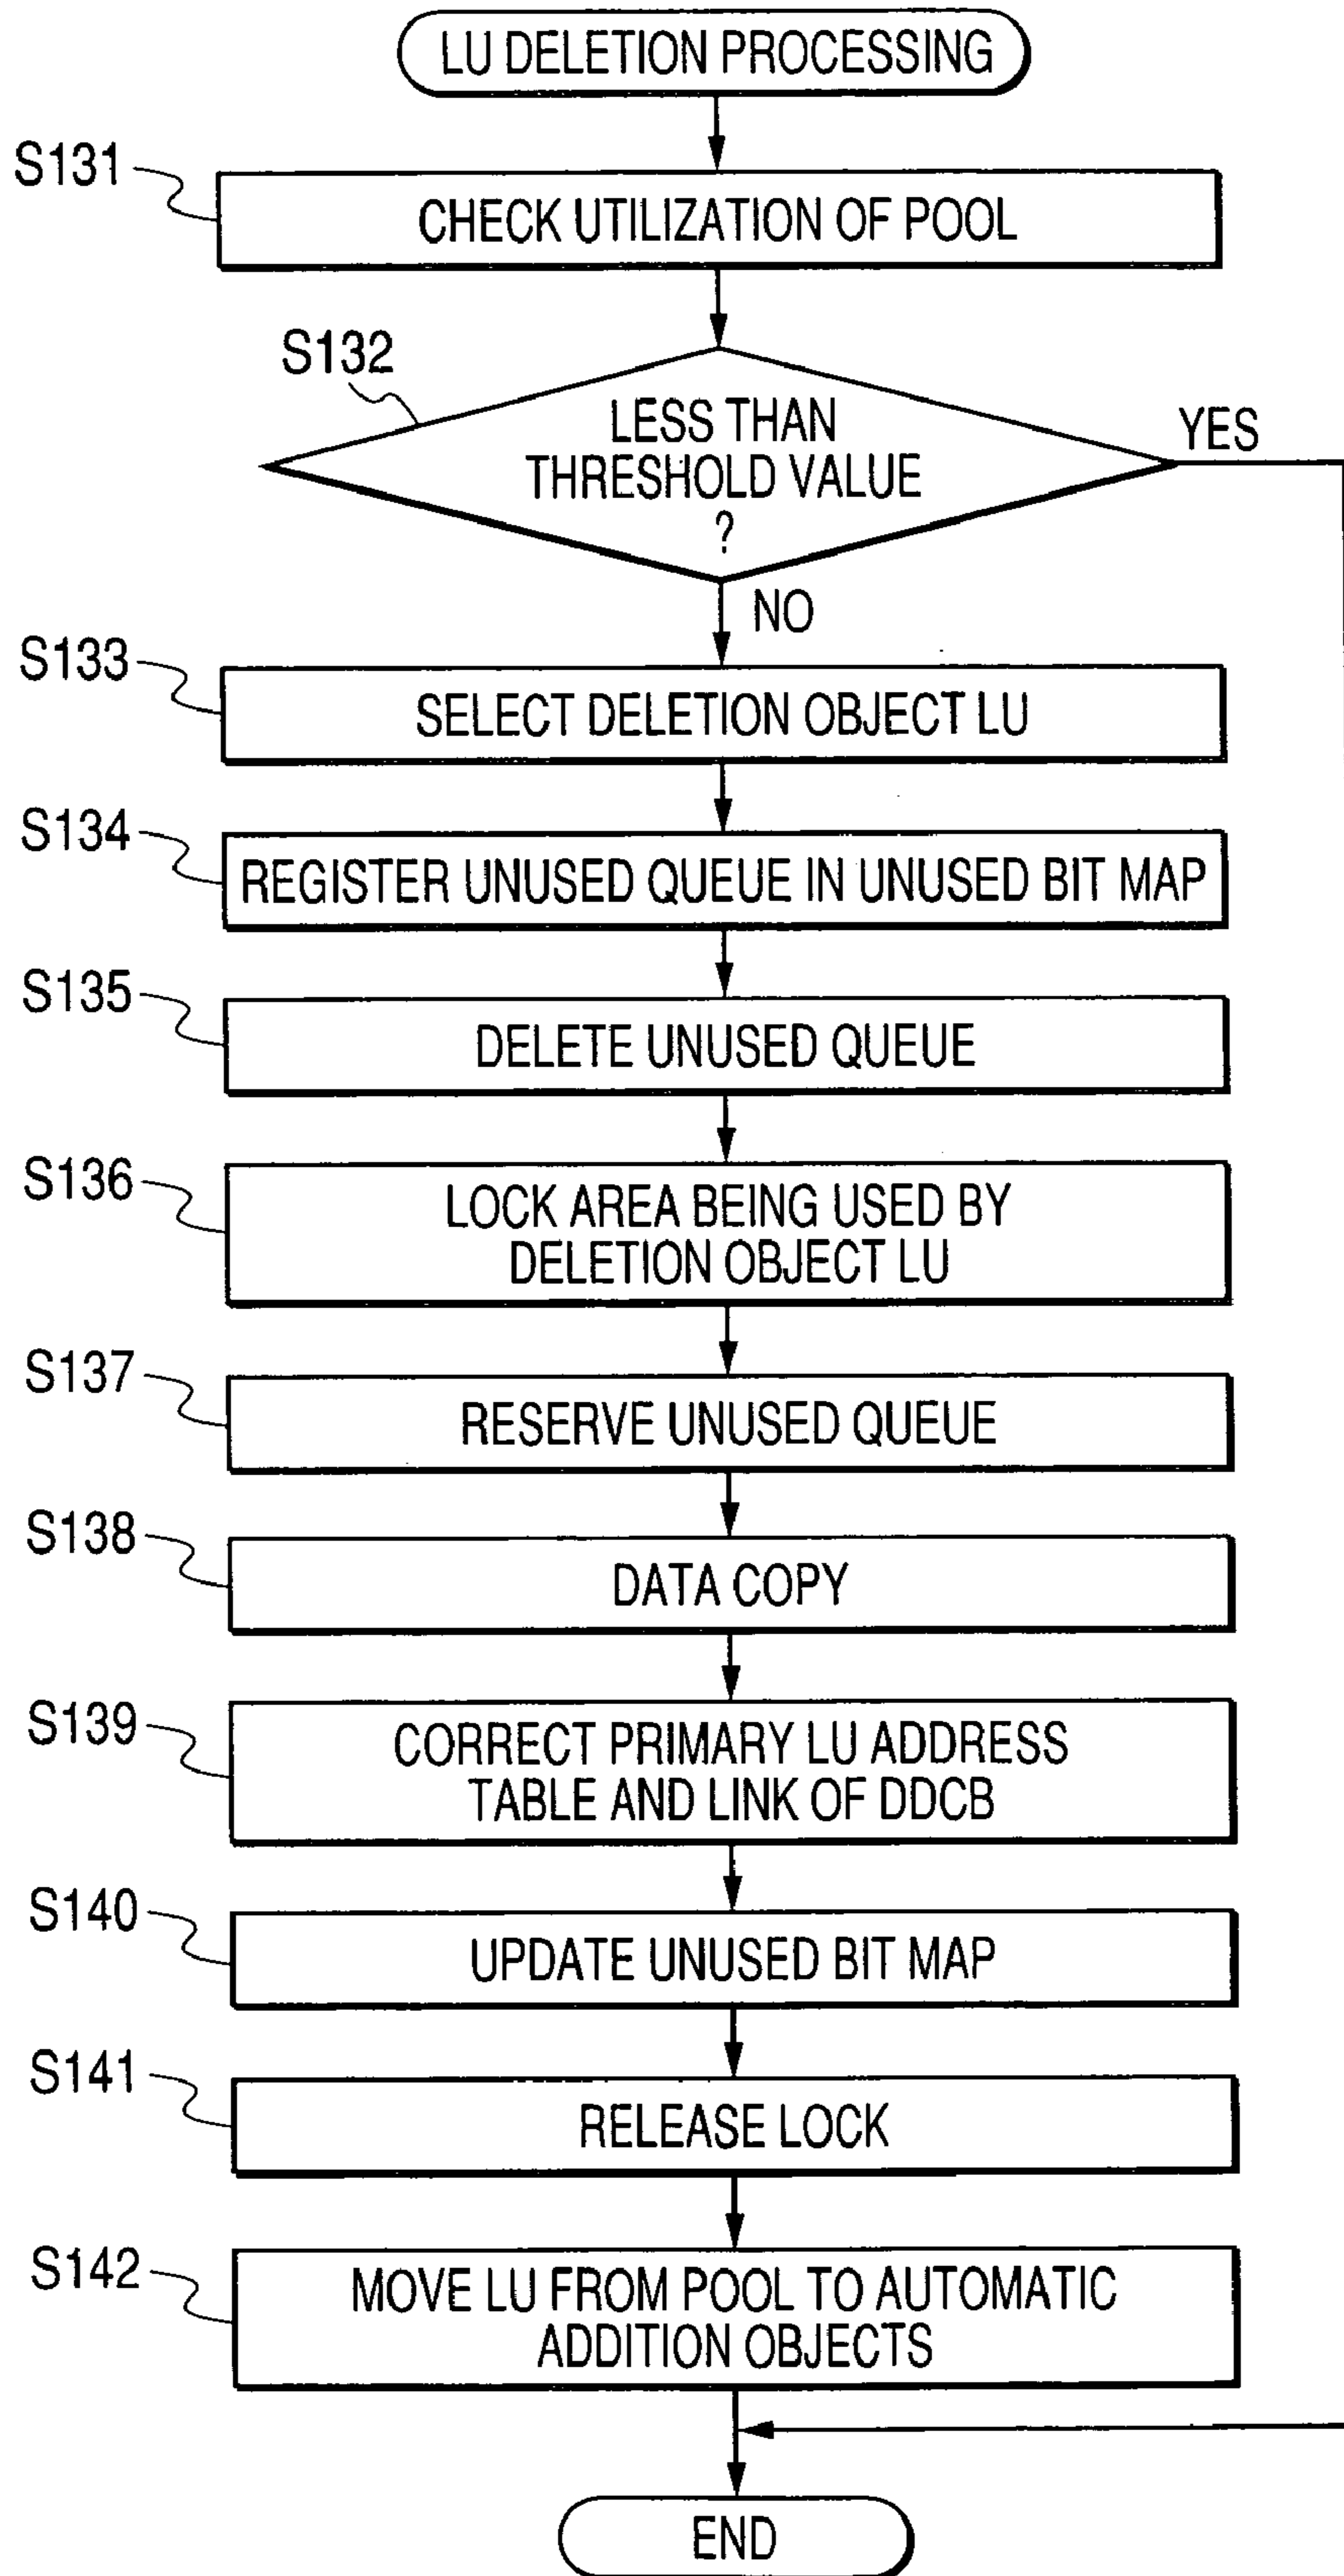 LU DELETION PROCESSING
S131
CHECK UTILIZATION OF POOL
S132
LESS THAN
THRESHOLD VALUE
?
YES
NO
S133
SELECT DELETION OBJECT LU
S134
REGISTER UNUSED QUEUE IN UNUSED BIT MAP
S135
DELETE UNUSED QUEUE
S136
LOCK AREA BEING USED BY
DELETION OBJECT LU
S137
RESERVE UNUSED QUEUE
S138
DATA COPY
S139
CORRECT PRIMARY LU ADDRESS
TABLE AND LINK OF DDCB
S140
UPDATE UNUSED BIT MAP
S141
RELEASE LOCK
S142
MOVE LU FROM POOL TO AUTOMATIC
ADDITION OBJECTS
END